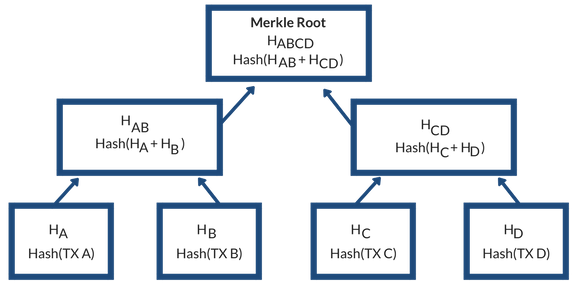 Merkle Root
HABCD
Hash(HAB + HCD)
HAB
Hash(HA + HB)
HCD
Hash(HC + HD)
HA
Hash(TX A)
HB
Hash(TX B)
HC
Hash(TX C)
HD
Hash(TX D)